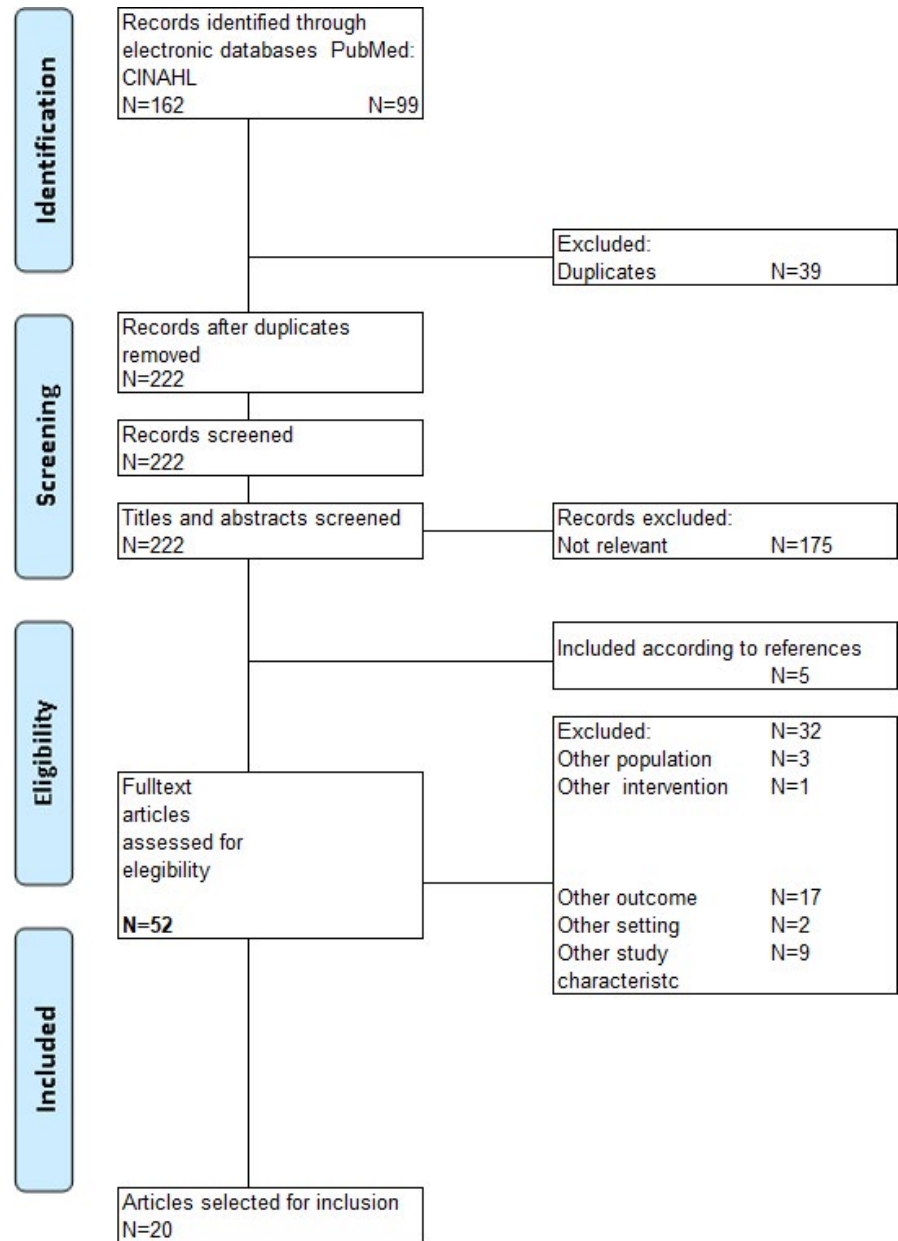 Identification
Records identified through
electronic databases PubMed:
CINAHL
N=162 N=99
Excluded:
Duplicates N=39
Screening
Records after duplicates
removed
N=222
Records screened
N=222
Titles and abstracts screened
N=222
Records excluded:
Not relevant N=175
Eligibility
Included according to references
N=5
Fulltext
articles
assessed for
elegibility
N=52
Excluded: N=32
Other population N=3
Other intervention N=1
Other outcome N=17
Other setting N=2
Other study N=9
characteristc
Included
Articles selected for inclusion
N=20